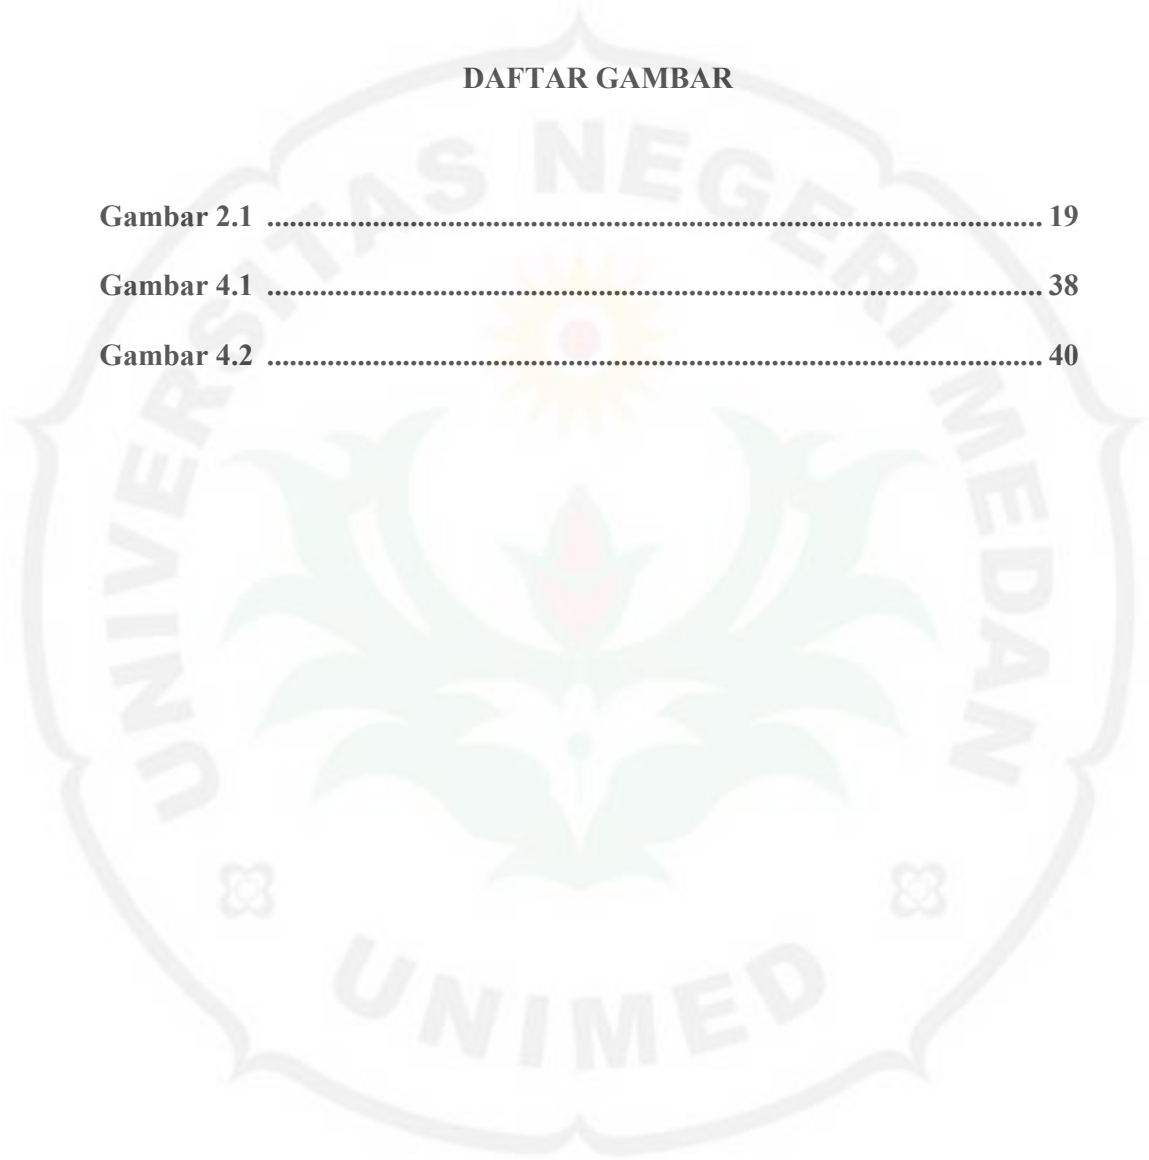 DAFTAR GAMBAR
Gambar 2.1 ........................................................................................................ 19
Gambar 4.1 ........................................................................................................ 38
Gambar 4.2 ........................................................................................................ 40
UNIVERSITAS NEGERI MEDAN
UNIMED